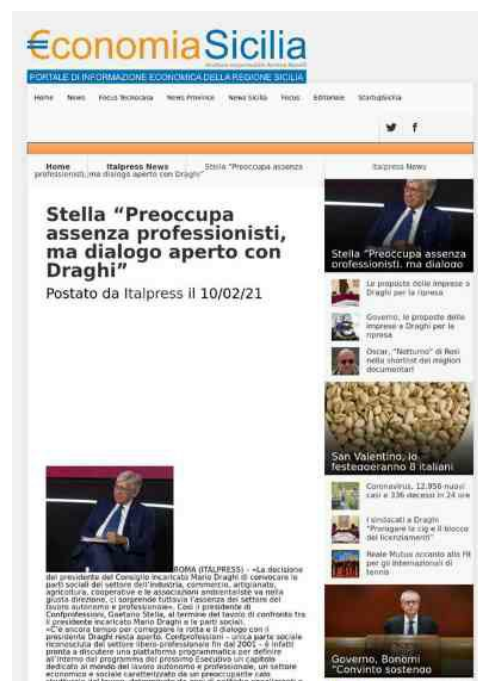 €conomiaSicilia
PORTALE DI INFORMAZIONE ECONOMICA DELLA REGIONE SICILIA
Home News Focus Tecnocasa News Province News Sicilia Focus Editoriale StartupSicilia
Home Italpress News Stella "Preoccupa assenza
professionisti, ma dialogo aperto con Draghi"
Stella "Preoccupa
assenza professionisti,
ma dialogo aperto con
Draghi"
Postato da Italpress il 10/02/21
ROMA (ITALPRESS) – «La decisione
del presidente del Consiglio incaricato Mario Draghi di convocare le
parti sociali del settore dell'industria, commercio, artigianato,
agricoltura, cooperative e le associazioni ambientaliste va nella
giusta direzione, ci sorprende tuttavia l'assenza del settore del
lavoro autonomo e professionale». Così il presidente di
Confprofessioni, Gaetano Stella, al termine del tavolo di confronto tra
il presidente incaricato Mario Draghi e le parti sociali.
«C'è ancora tempo per correggere la rotta e il dialogo con il
presidente Draghi resta aperto. Confprofessioni – unica parte sociale
riconosciuta del settore libero-professionale fin dal 2001 – è infatti
pronta a discutere una piattaforma programmatica per definire
all'interno del programma del prossimo Esecutivo un capitolo
dedicato al mondo del lavoro autonomo e professionale, un settore
economico e sociale caratterizzato da un preoccupante calo
Italpress News
Stella "Preoccupa assenza
professionisti, ma dialogo
Le proposte delle imprese a
Draghi per la ripresa
Governo, le proposte delle
imprese a Draghi per la
ripresa
Oscar, "Notturno" di Rosi
nella shortlist dei migliori
documentari
San Valentino, lo
festeggeranno 8 italiani
Coronavirus, 12.956 nuovi
casi e 336 decessi in 24 ore
I sindacati a Draghi
"Prorogare la cig e il blocco
dei licenziamenti"
Reale Mutua accanto alla Fit
per gli Internazionali di
tennis
Governo, Bonomi
"Convinto sostegno